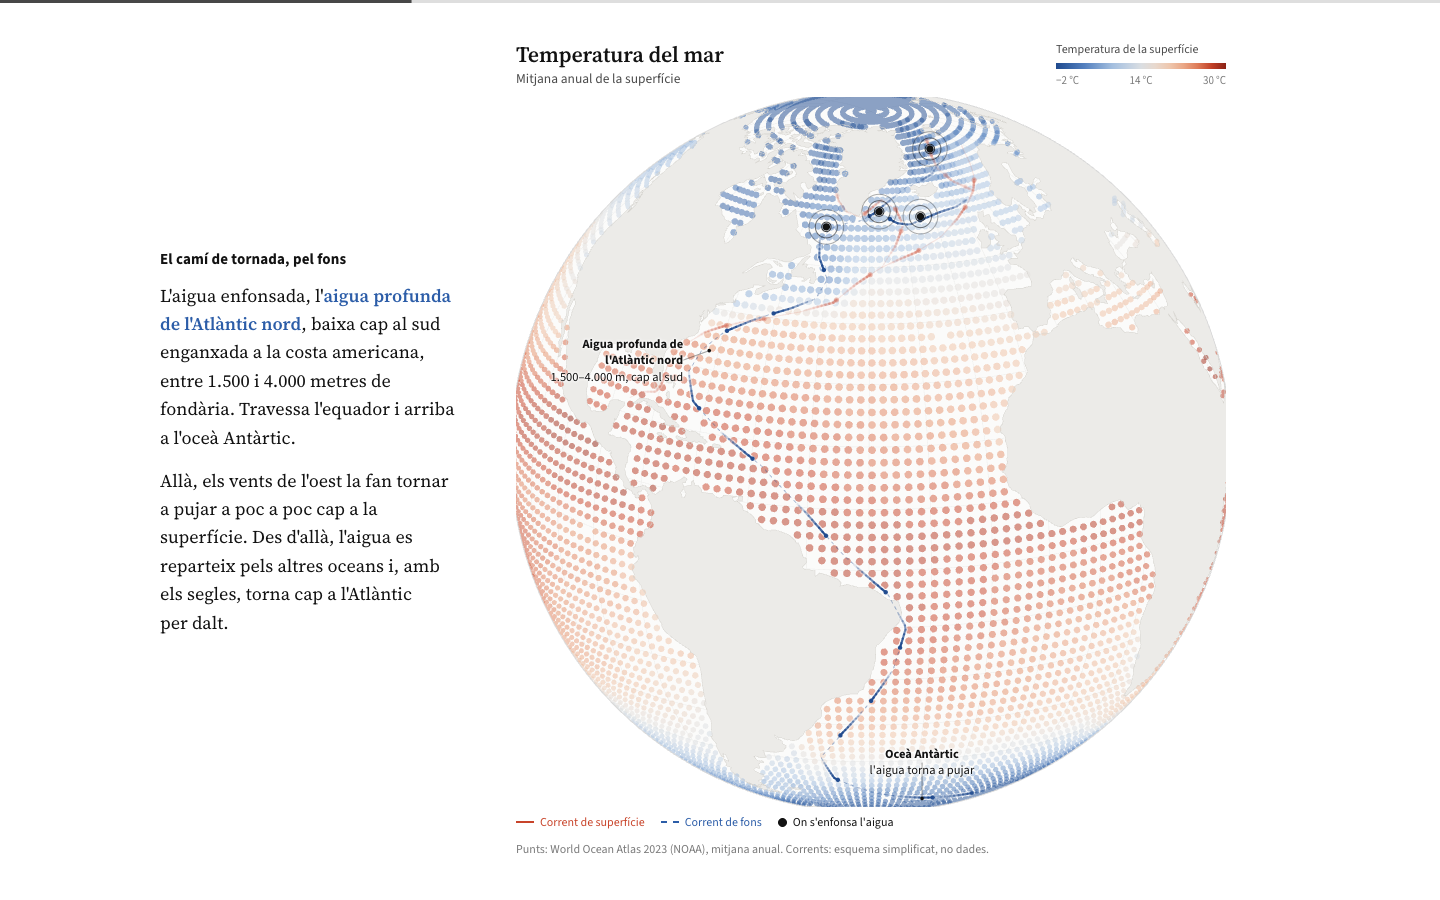 Temperatura del mar
Mitjana anual de la superfície
Temperatura de la superfície
−2 °C 14 °C 30 °C
El camí de tornada, pel fons
L'aigua enfonsada, l'aigua profunda
de l'Atlàntic nord, baixa cap al sud
enganxada a la costa americana,
entre 1.500 i 4.000 metres de
fondària. Travessa l'equador i arriba
a l'oceà Antàrtic.
Allà, els vents de l'oest la fan tornar
a pujar a poc a poc cap a la
superfície. Des d'allà, l'aigua es
reparteix pels altres oceans i, amb
els segles, torna cap a l'Atlàntic
per dalt.
Aigua profunda de
l'Atlàntic nord
1.500–4.000 m, cap al sud
Oceà Antàrtic
l'aigua torna a pujar
Corrent de superfície Corrent de fons On s'enfonsa l'aigua
Punts: World Ocean Atlas 2023 (NOAA), mitjana anual. Corrents: esquema simplificat, no dades.